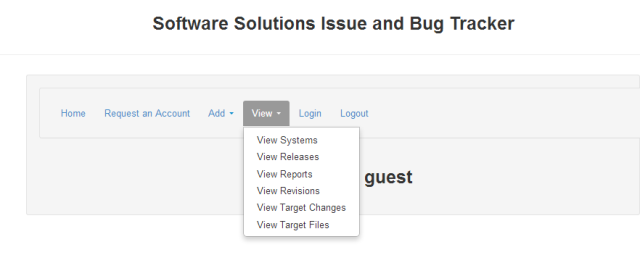 Software Solutions Issue and Bug Tracker
Home Request an Account Add View Login Logout
View Systems
View Releases
View Reports
guest
View Revisions
View Target Changes
View Target Files